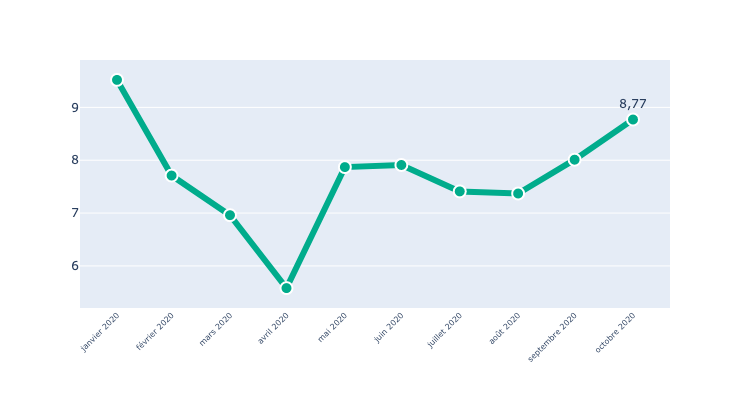 8,77
9
8
7
6
janvier 2020
février 2020
mars 2020
avril 2020
mai 2020
juin 2020
juillet 2020
août 2020
septembre 2020
octobre 2020